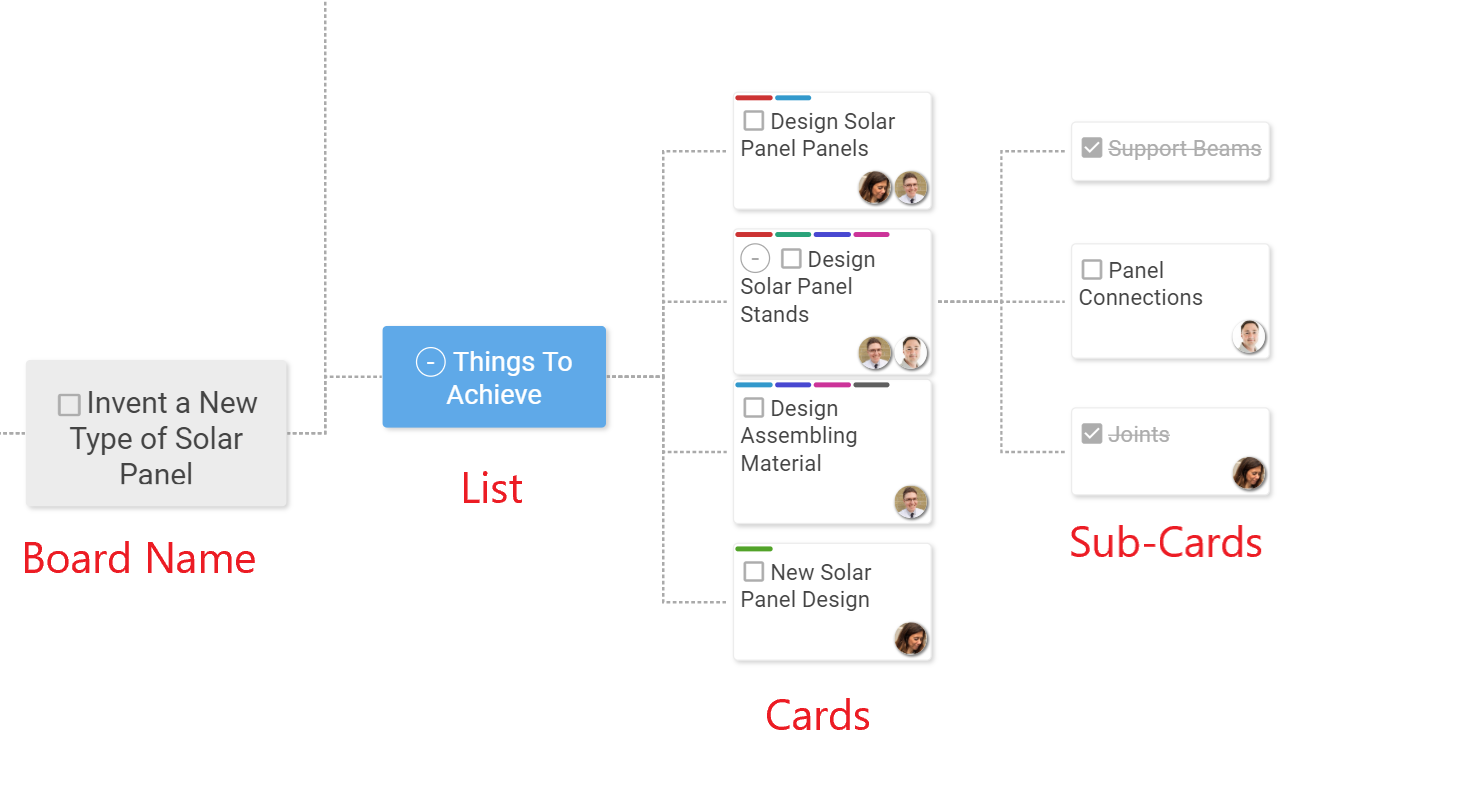 Invent a New
Type of Solar
Panel
Board Name
- Things To
Achieve
List
Design Solar
Panel Panels
- Design
Solar Panel
Stands
Design
Assembling
Material
New Solar
Panel Design
Cards
Support Beams
Panel
Connections
Joints
Sub-Cards